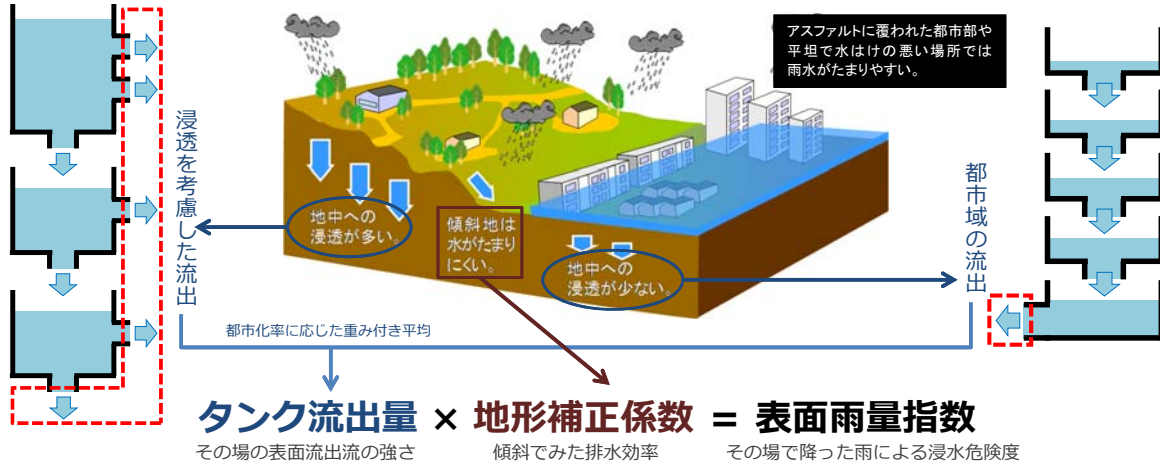 アスファルトに覆われた都市部や
平坦で水はけの悪い場所では
雨水がたまりやすい。
浸透を考慮した流出
地中への
浸透が多い。
傾斜地は
水がたまり
にくい。
地中への
浸透が少ない。
都市域の流出
都市化率に応じた重み付き平均
タンク流出量 × 地形補正係数 = 表面雨量指数
その場の表面流出流の強さ 傾斜でみた排水効率 その場で降った雨による浸水危険度